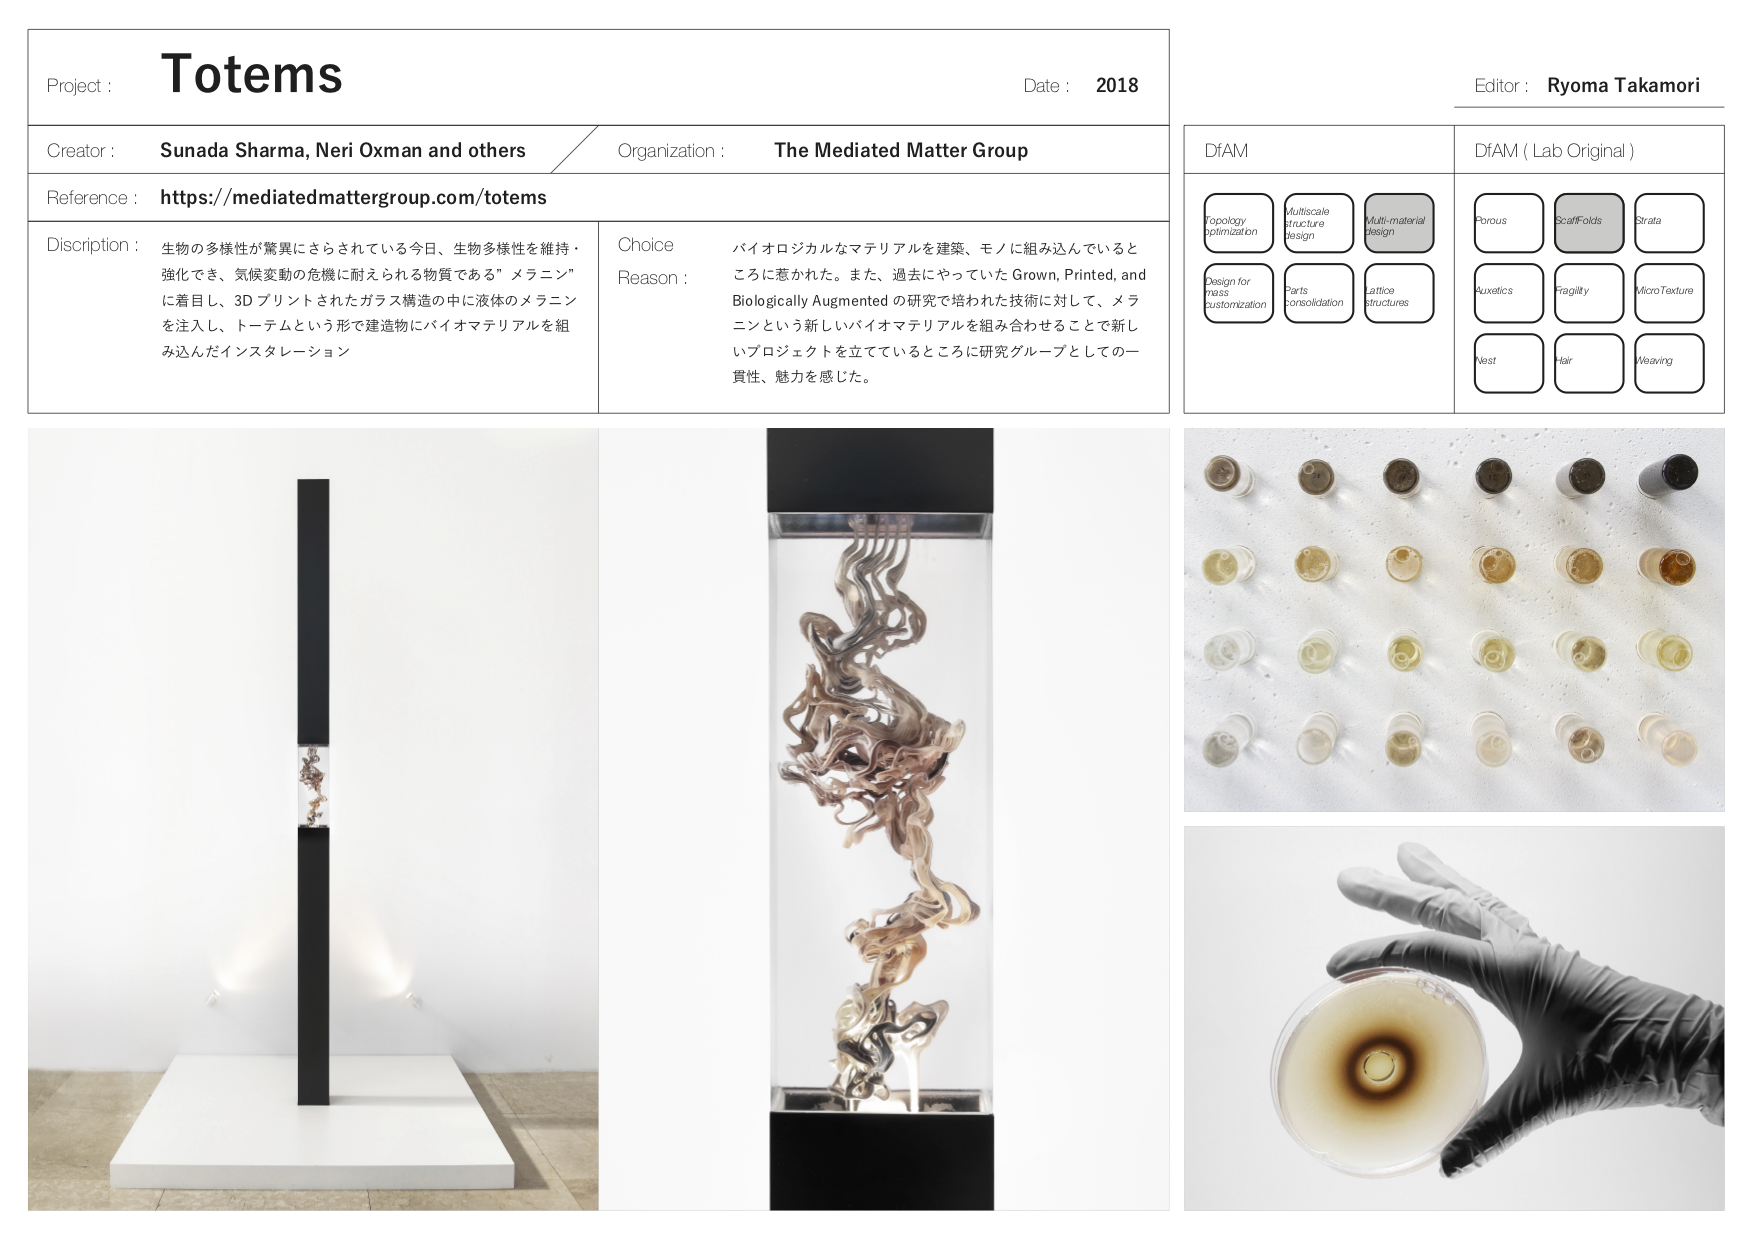 Project :
Totems
Date :
2018
Editor :
Ryoma Takamori
Creator :
Sunada Sharma, Neri Oxman and others
Organization :
The Mediated Matter Group
Reference :
https://mediatedmattergroup.com/totems
Discription :
生物の多様性が驚異にさらされている今日、生物多様性を維持・
強化でき、気候変動の危機に耐えられる物質である”メラニン”
に着目し、3Dプリントされたガラス構造の中に液体のメラニン
を注入し、トーテムという形で建造物にバイオマテリアルを組
み込んだインスタレーション
Choice
Reason :
バイオロジカルなマテリアルを建築、モノに組み込んでいると
ころに惹かれた。また、過去にやっていた Grown, Printed, and
Biologically Augmented の研究で培われた技術に対して、メラ
ニンという新しいバイオマテリアルを組み合わせることで新し
いプロジェクトを立てているところに研究グループとしての一
貫性、魅力を感じた。
DfAM
Topology
optimization
Multiscale
structure
design
Multi-material
design
Design for
mass
customization
Parts
consolidation
Lattice
structures
DfAM ( Lab Original )
Porous
ScaffFolds
Strata
Auxetics
Fragility
MicroTexture
Nest
Hair
Weaving